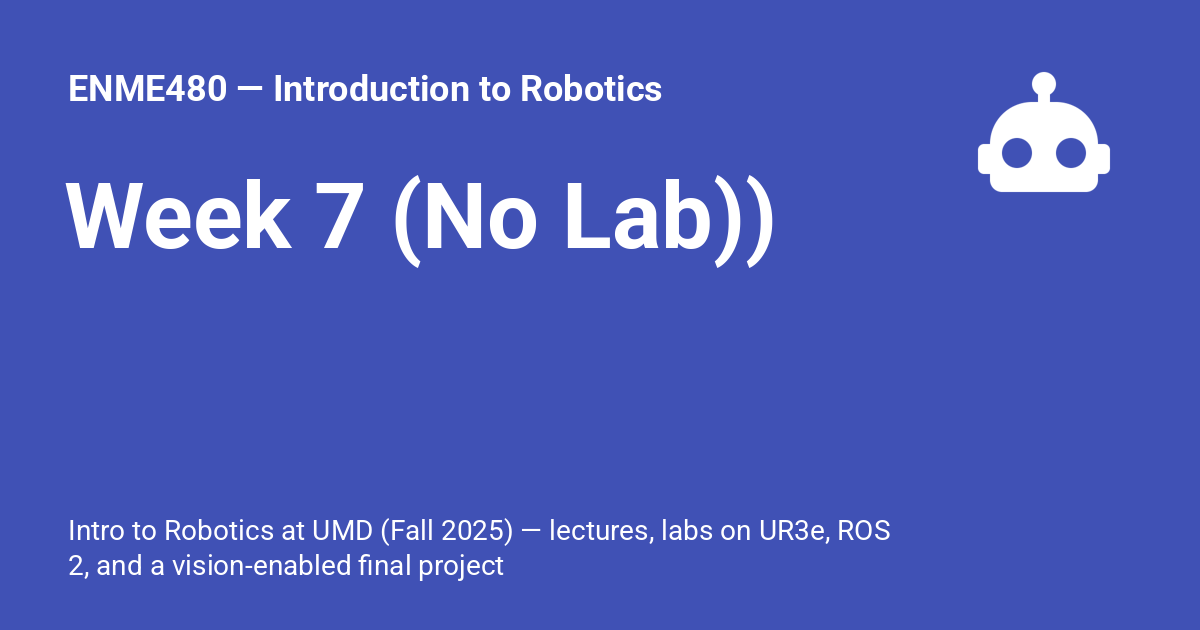 ENME480 — Introduction to Robotics
Week 7 (No Lab))
Intro to Robotics at UMD (Fall 2025) — lectures, labs on UR3e, ROS
2, and a vision-enabled final project